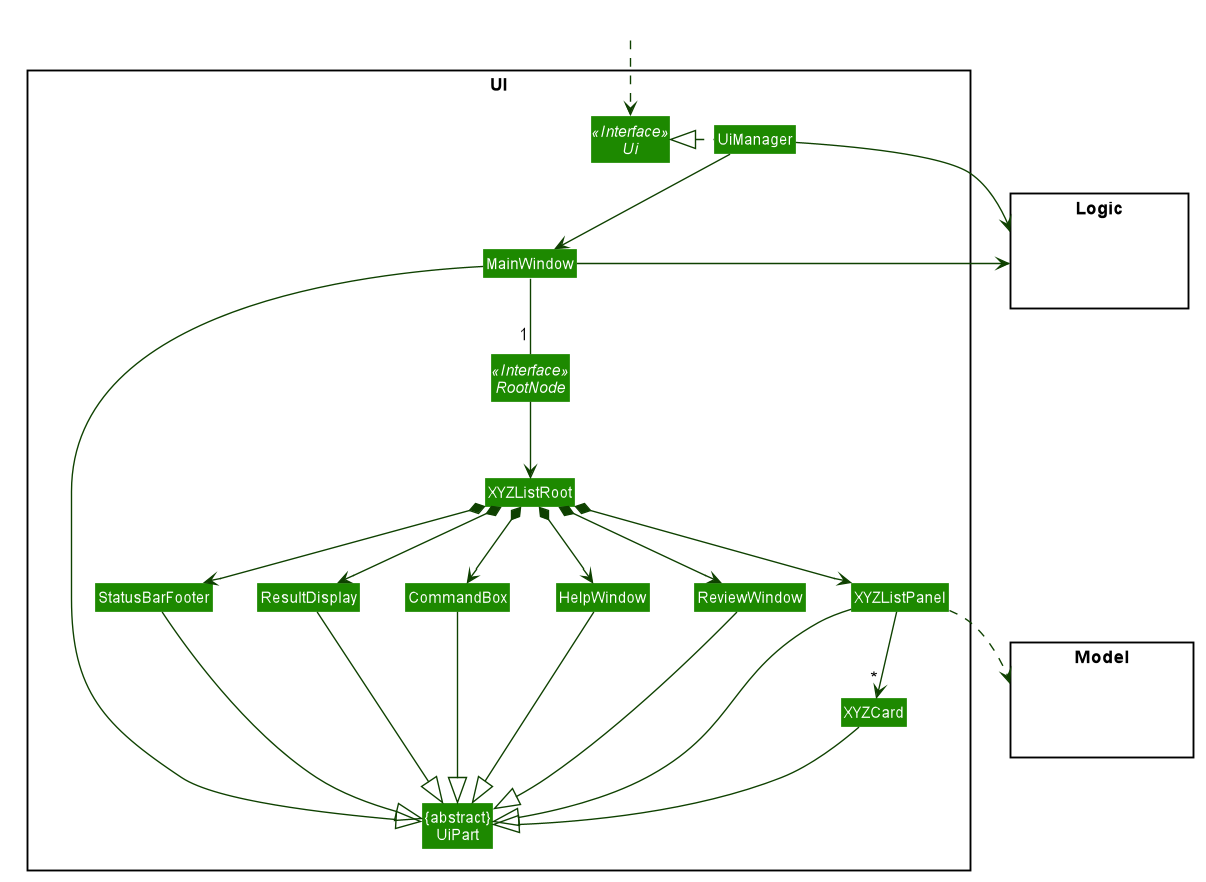 UI
«Interface»
Ui
UiManager
Logic
MainWindow
1
«Interface»
RootNode
XYZListRoot
StatusBarFooter
ResultDisplay
CommandBox
HelpWindow
ReviewWindow
XYZListPanel
Model
*
XYZCard
{abstract}
UiPart